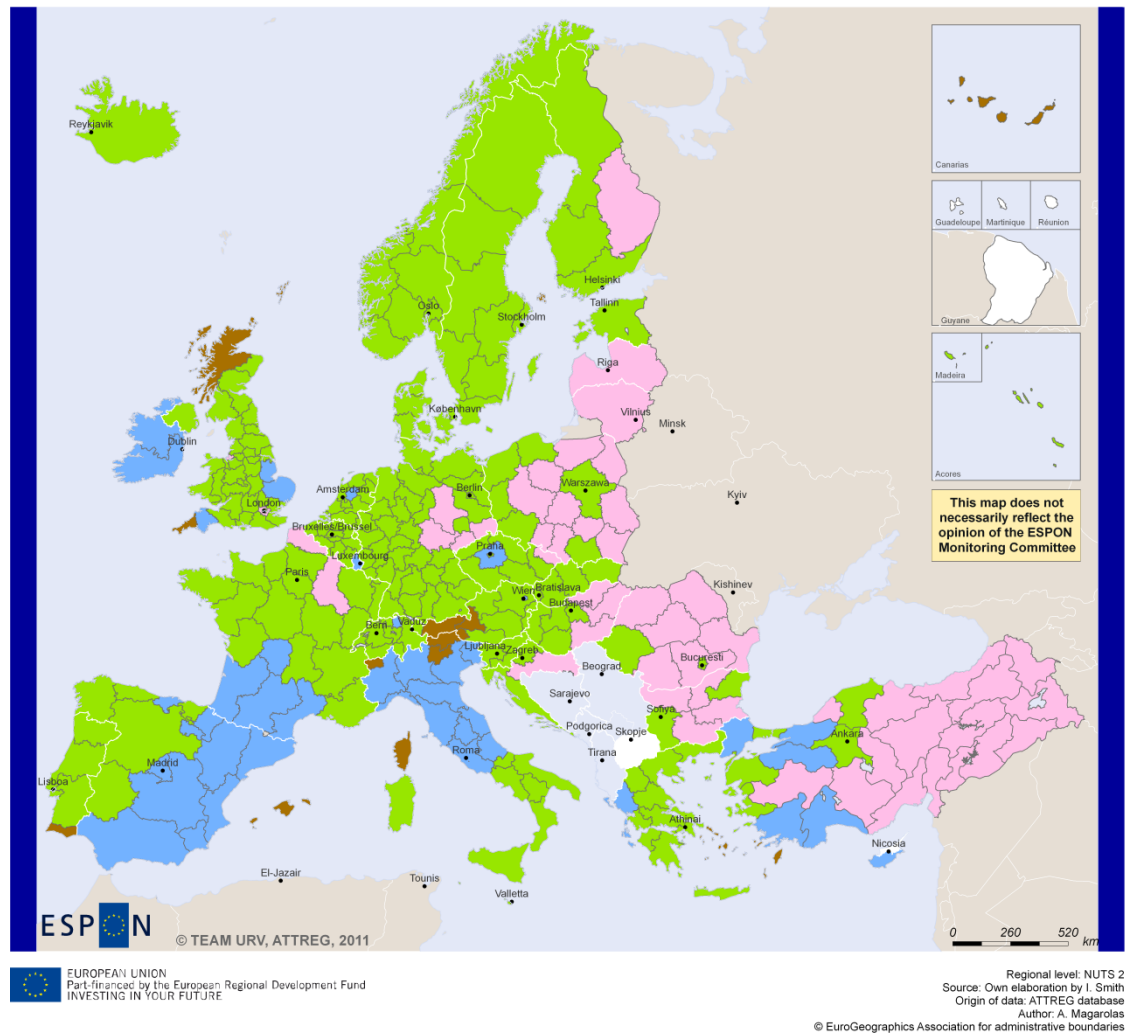 Reykjavik
Canarias
Guadeloupe
Martinique
Réunion
Helsinki
Tallinn
Oslo
Stockholm
Guyane
Riga
Madeira
København
Vilnius
Minsk
Dublin
Acores
Amsterdam
Berlin
Warszawa
London
Kyiv
This map does not
necessarily reflect the
opinion of the ESPON
Monitoring Committee
Bruxelles/Brussel
Praha
Luxembourg
Paris
Kishinev
Wien
Bratislava
Budapest
Bern
Vaduz
Ljubljana
Zagreb
Bucuresti
Beograd
Sarajevo
Sofiya
Podgorica
Skopje
Ankara
Roma
Tirana
Madrid
Lisboa
Athinai
Nicosia
El-Jazair
Tounis
Valletta
ESPON
© TEAM URV, ATTREG, 2011
0 260 520
km
EUROPEAN UNION
Part-financed by the European Regional Development Fund
INVESTING IN YOUR FUTURE
Regional level: NUTS 2
Source: Own elaboration by I. Smith
Origin of data: ATTREG database
Author: A. Magarolas
© EuroGeographics Association for administrative boundaries